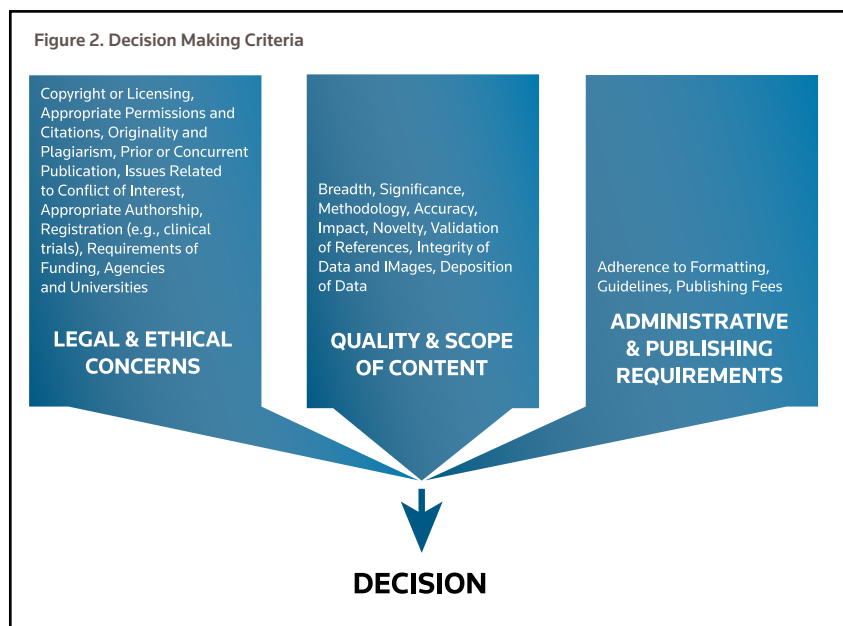 Figure 2. Decision Making Criteria
Copyright or Licensing,
Appropriate Permissions and
Citations, Originality and
Plagiarism, Prior or Concurrent
Publication, Issues Related
to Conflict of Interest,
Appropriate Authorship,
Registration (e.g., clinical
trials), Requirements of
Funding, Agencies
and Universities
LEGAL & ETHICAL
CONCERNS
Breadth, Significance,
Methodology, Accuracy,
Impact, Novelty, Validation
of References, Integrity of
Data and IMages, Deposition
of Data
QUALITY & SCOPE
OF CONTENT
Adherence to Formatting,
Guidelines, Publishing Fees
ADMINISTRATIVE
& PUBLISHING
REQUIREMENTS
DECISION